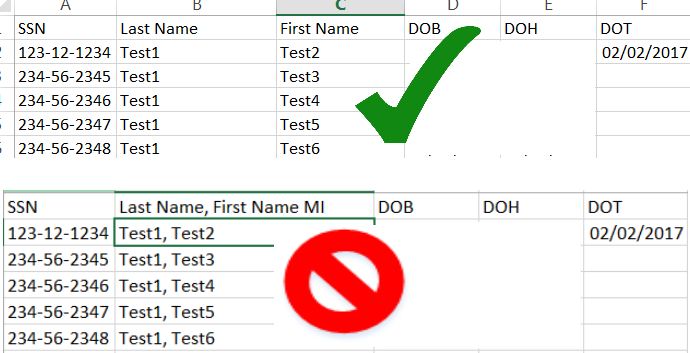 A B C D E F
SSN Last Name First Name DOB DOH DOT
123-12-1234 Test1 Test2 02/02/2017
234-56-2345 Test1 Test3
234-56-2346 Test1 Test4
234-56-2347 Test1 Test5
234-56-2348 Test1 Test6
SSN Last Name, First Name MI DOB DOH DOT
123-12-1234 Test1, Test2 02/02/2017
234-56-2345 Test1, Test3
234-56-2346 Test1, Test4
234-56-2347 Test1, Test5
234-56-2348 Test1, Test6